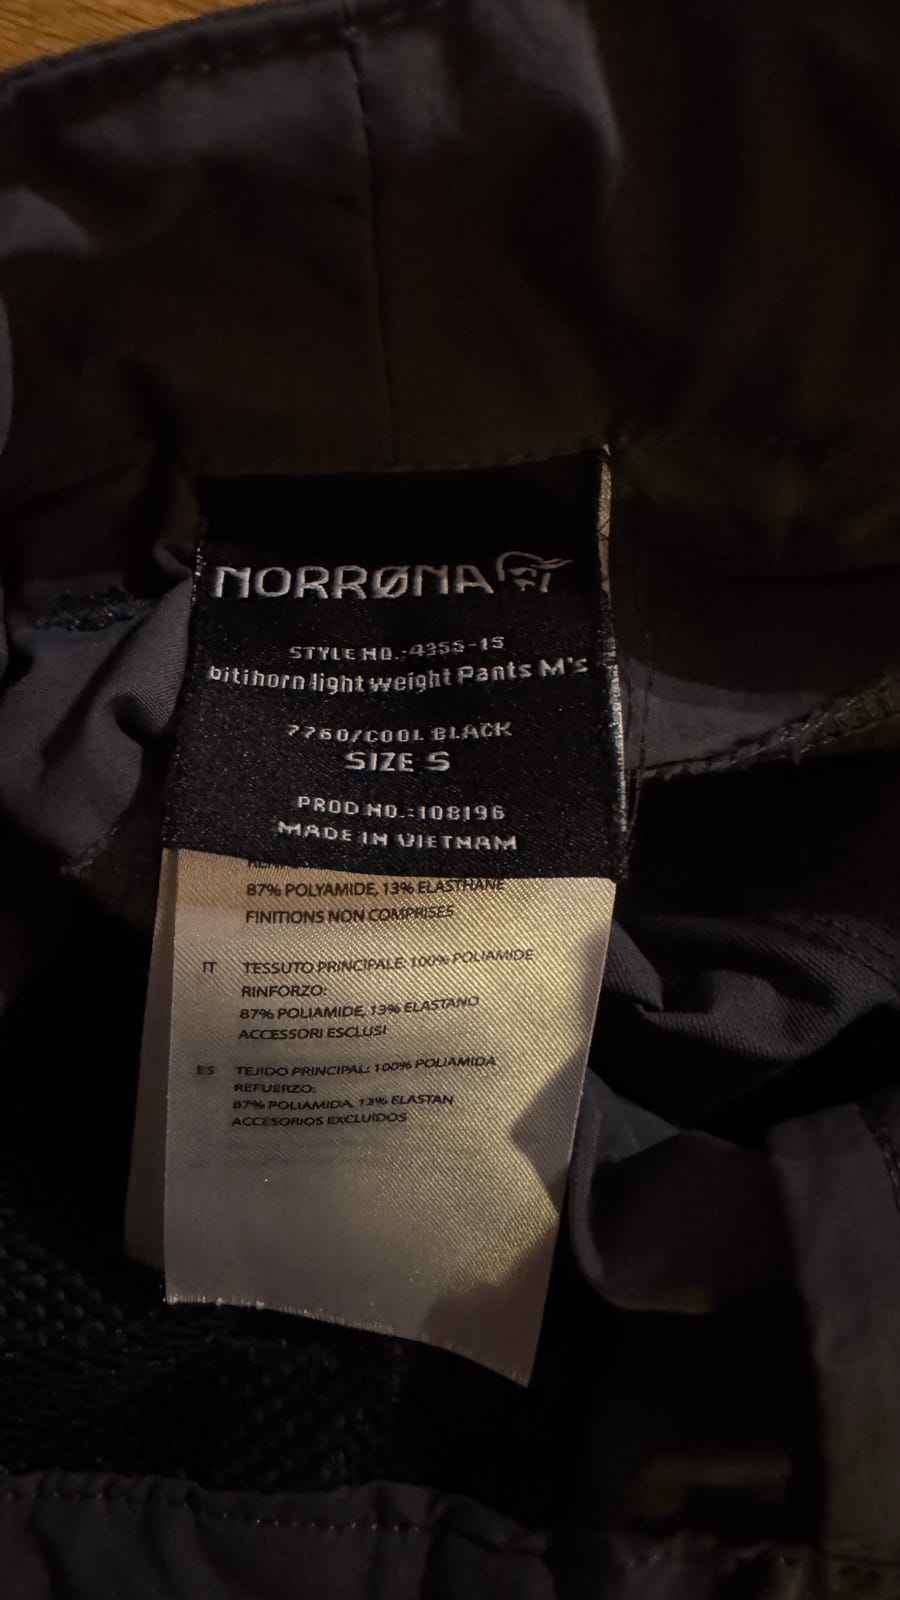 NORRØNA
STYLE NO.:4355-15
bitihorn light weight Pants M's
7760/COOL BLACK
SIZE S
PROD.NO.:108196
MADE IN VIETNAM
87% POLYAMIDE, 13% ELASTHANE
FINITIONS NON COMPRISES
IT TESSUTO PRINCIPALE: 100% POLIAMIDE
RINFORZO:
87% POLIAMIDE, 13% ELASTANO
ACCESSORI ESCLUSI
ES TEJIDO PRINCIPAL: 100% POLIAMIDA
REFUERZO:
87% POLIAMIDA, 13% ELASTAN
ACCESORIOS EXCLUIDOS